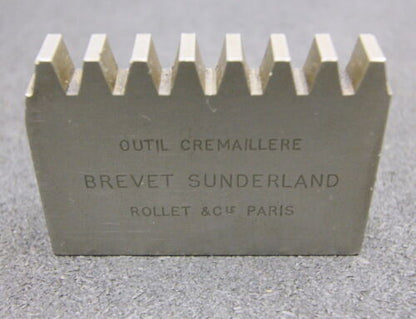 OUTIL CREMAILLERE
BREVET SUNDERLAND
ROLLET & CIE PARIS